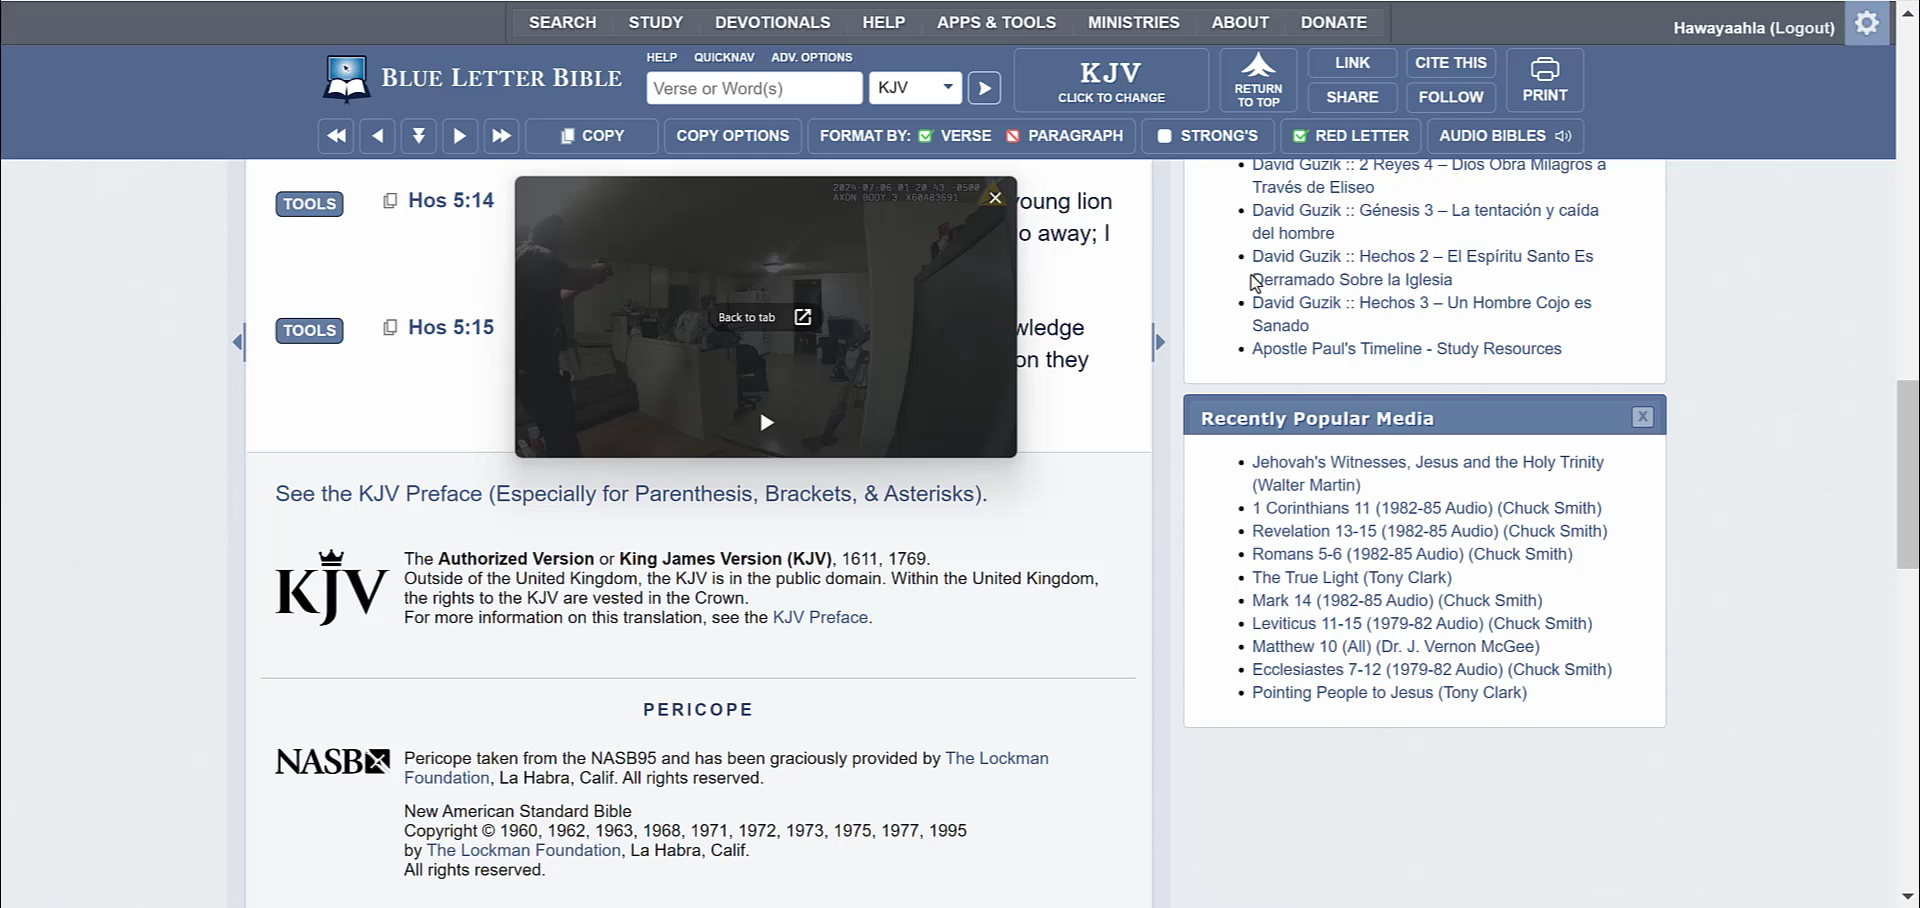 SEARCH STUDY DEVOTIONALS HELP APPS & TOOLS MINISTRIES ABOUT DONATE
Hawayaahla (Logout)
BLUE LETTER BIBLE
HELP QUICKNAV ADV. OPTIONS
Verse or Word(s) KJV
KJV
CLICK TO CHANGE
RETURN
TO TOP
LINK CITE THIS
SHARE FOLLOW
PRINT
COPY COPY OPTIONS FORMAT BY: VERSE PARAGRAPH STRONG'S RED LETTER AUDIO BIBLES
TOOLS Hos 5:14 young lion
o away; I
TOOLS Hos 5:15 wledge
on they
2024-07-06 01:20:43 -0500
AXON BODY 3 X60A83691
Back to tab
See the KJV Preface (Especially for Parenthesis, Brackets, & Asterisks).
KJV
The Authorized Version or King James Version (KJV), 1611, 1769.
Outside of the United Kingdom, the KJV is in the public domain. Within the United Kingdom,
the rights to the KJV are vested in the Crown.
For more information on this translation, see the KJV Preface.
PERICOPE
NASB
Pericope taken from the NASB95 and has been graciously provided by The Lockman
Foundation, La Habra, Calif. All rights reserved.
New American Standard Bible
Copyright © 1960, 1962, 1963, 1968, 1971, 1972, 1973, 1975, 1977, 1995
by The Lockman Foundation, La Habra, Calif.
All rights reserved.
David Guzik :: 2 Reyes 4 – Dios Obra Milagros a
Través de Eliseo
David Guzik :: Génesis 3 – La tentación y caída
del hombre
David Guzik :: Hechos 2 – El Espíritu Santo Es
Derramado Sobre la Iglesia
David Guzik :: Hechos 3 – Un Hombre Cojo es
Sanado
Apostle Paul's Timeline - Study Resources
Recently Popular Media X
Jehovah's Witnesses, Jesus and the Holy Trinity
(Walter Martin)
1 Corinthians 11 (1982-85 Audio) (Chuck Smith)
Revelation 13-15 (1982-85 Audio) (Chuck Smith)
Romans 5-6 (1982-85 Audio) (Chuck Smith)
The True Light (Tony Clark)
Mark 14 (1982-85 Audio) (Chuck Smith)
Leviticus 11-15 (1979-82 Audio) (Chuck Smith)
Matthew 10 (All) (Dr. J. Vernon McGee)
Ecclesiastes 7-12 (1979-82 Audio) (Chuck Smith)
Pointing People to Jesus (Tony Clark)